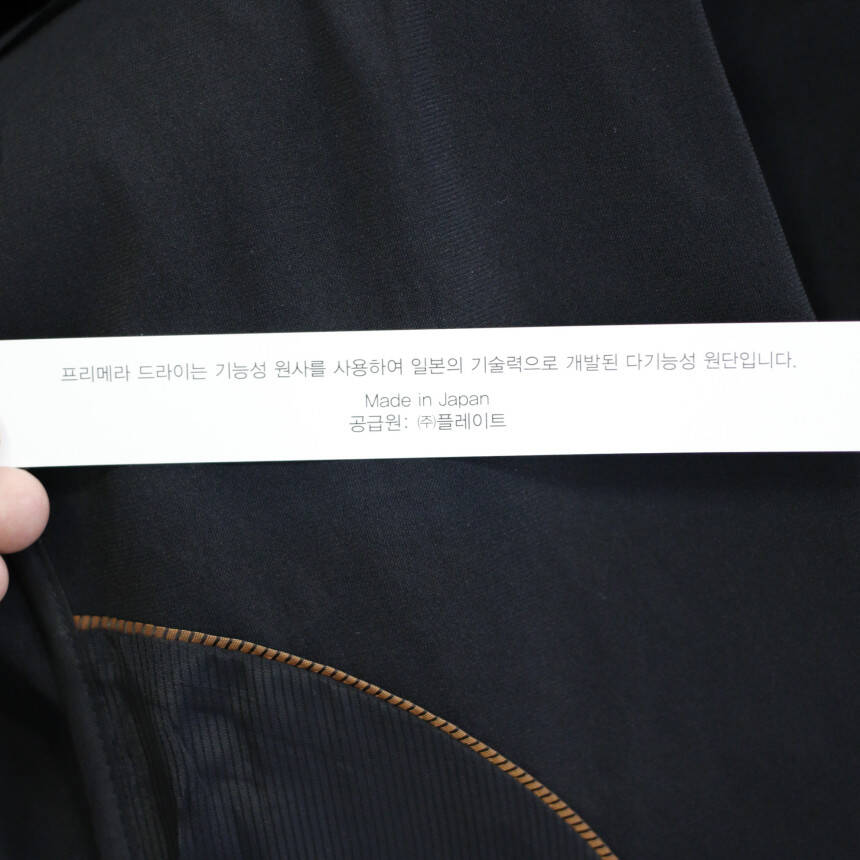 프리메라 드라이는 기능성 원사를 사용하여 일본의 기술력으로 개발된 다기능성 원단입니다.
Made in Japan
공급원: ㈜플레이트